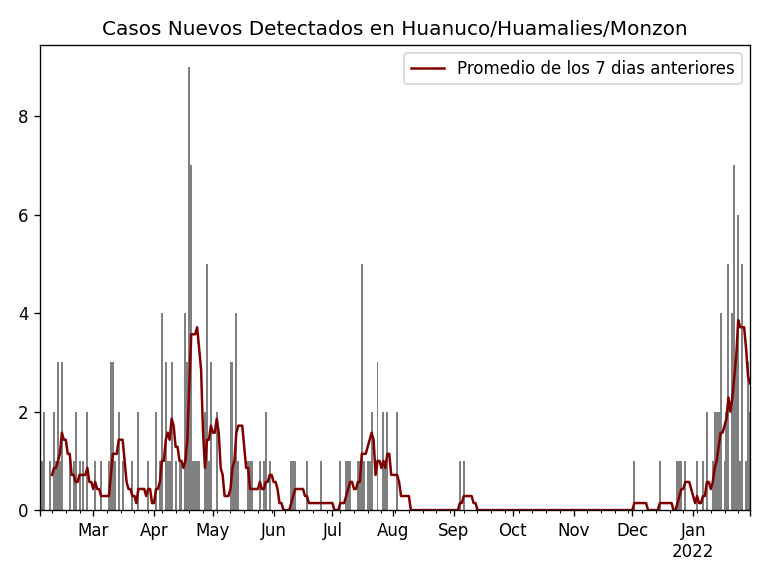 Casos Nuevos Detectados en Huanuco/Huamalies/Monzon
Promedio de los 7 dias anteriores
8
6
4
2
0
Mar Apr May Jun Jul Aug Sep Oct Nov Dec Jan
2022